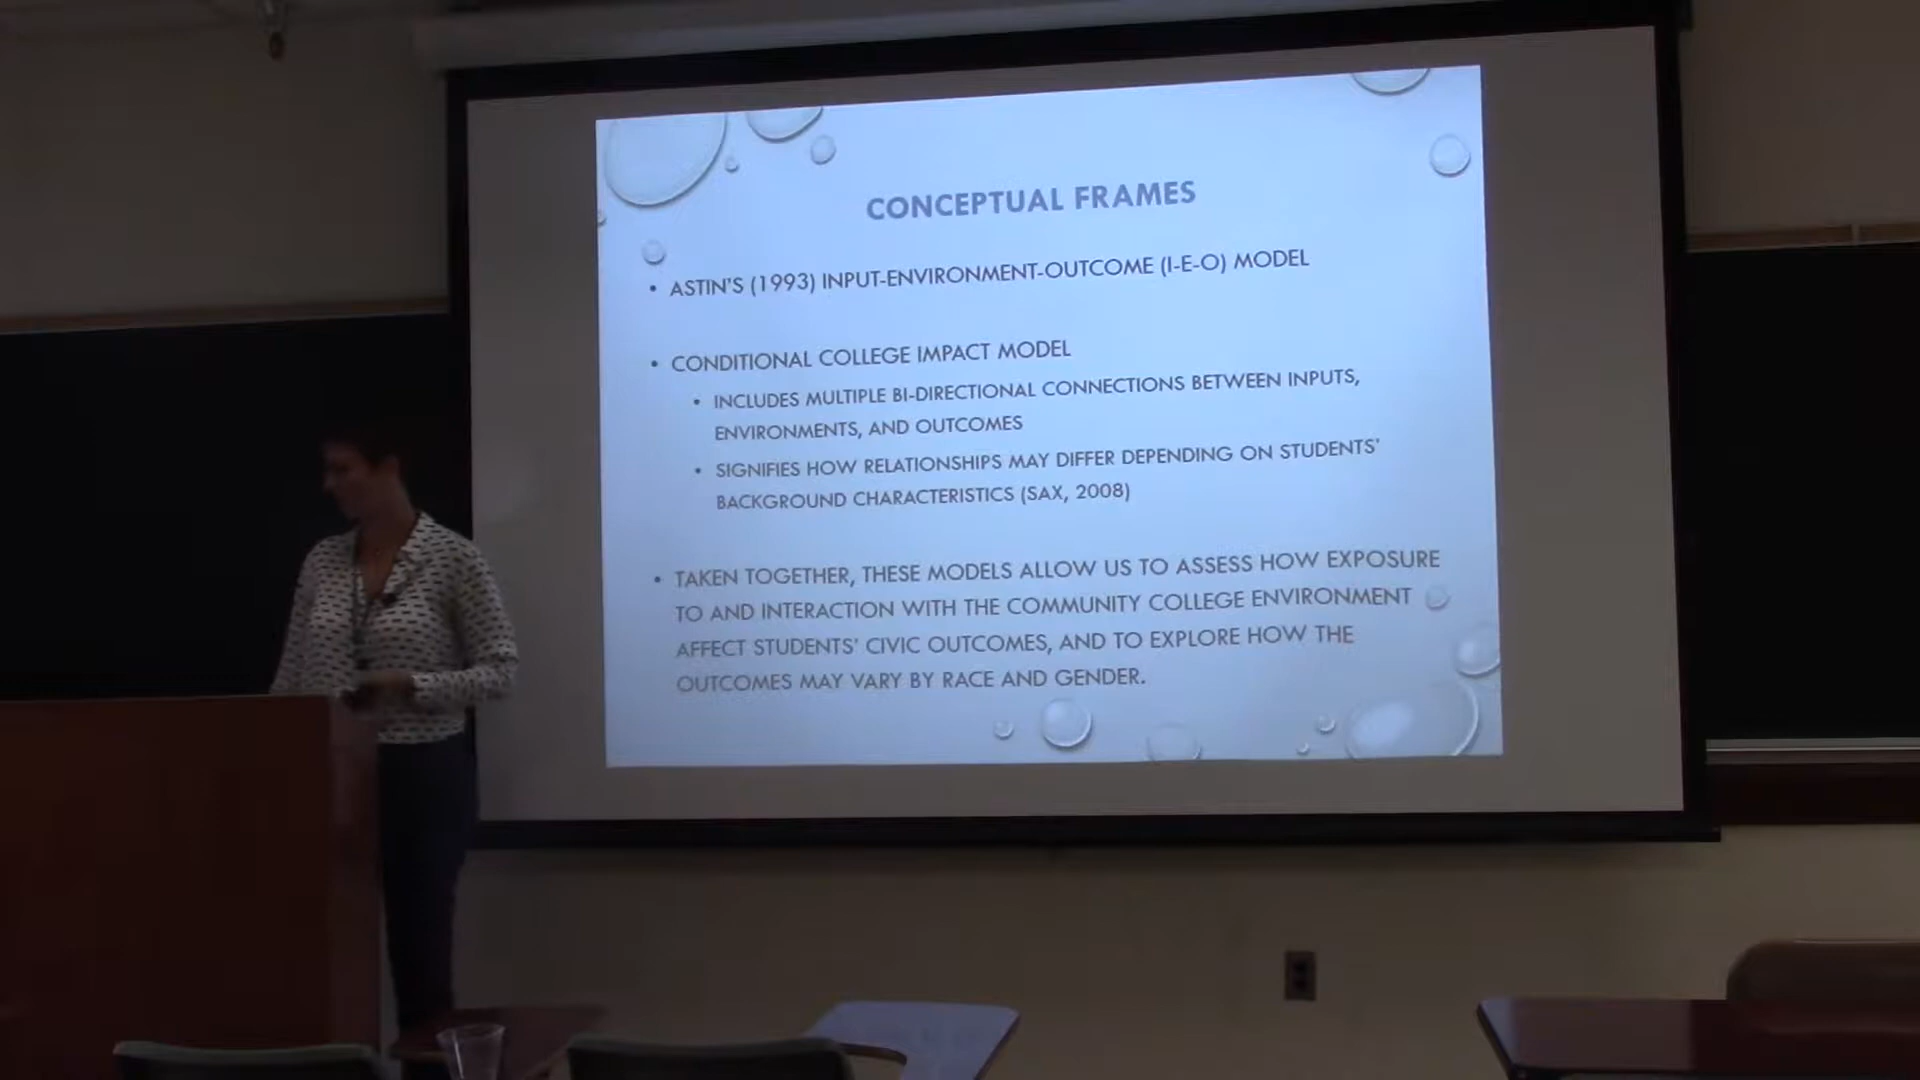 CONCEPTUAL FRAMES
• ASTIN'S (1993) INPUT-ENVIRONMENT-OUTCOME (I-E-O) MODEL
• CONDITIONAL COLLEGE IMPACT MODEL
• INCLUDES MULTIPLE BI-DIRECTIONAL CONNECTIONS BETWEEN INPUTS,
ENVIRONMENTS, AND OUTCOMES
• SIGNIFIES HOW RELATIONSHIPS MAY DIFFER DEPENDING ON STUDENTS'
BACKGROUND CHARACTERISTICS (SAX, 2008)
• TAKEN TOGETHER, THESE MODELS ALLOW US TO ASSESS HOW EXPOSURE
TO AND INTERACTION WITH THE COMMUNITY COLLEGE ENVIRONMENT
AFFECT STUDENTS' CIVIC OUTCOMES, AND TO EXPLORE HOW THE
OUTCOMES MAY VARY BY RACE AND GENDER.